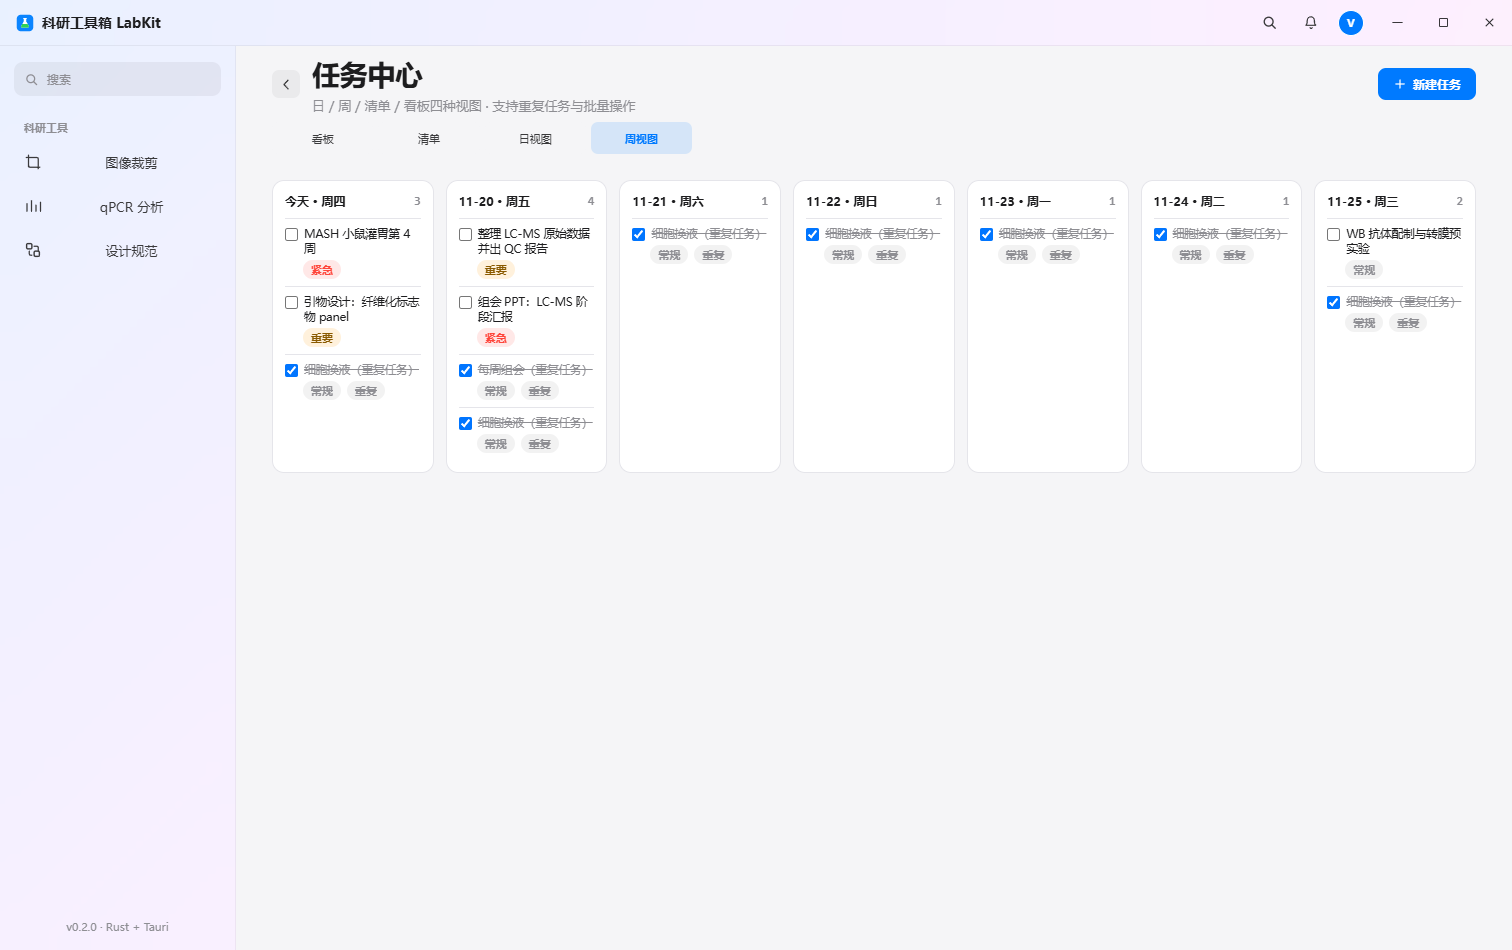 科研工具箱 LabKit
V
搜索
科研工具
图像裁剪
qPCR 分析
设计规范
v0.2.0 · Rust + Tauri
任务中心
日 / 周 / 清单 / 看板四种视图 · 支持重复任务与批量操作
新建任务
看板
清单
日视图
周视图
今天 • 周四 3
MASH 小鼠灌胃第 4
周
紧急
引物设计：纤维化标志
物 panel
重要
细胞换液（重复任务）
常规 重复
11-20 • 周五 4
整理 LC-MS 原始数据
并出 QC 报告
重要
组会 PPT：LC-MS 阶
段汇报
紧急
每周组会（重复任务）
常规 重复
细胞换液（重复任务）
常规 重复
11-21 • 周六 1
细胞换液（重复任务）
常规 重复
11-22 • 周日 1
细胞换液（重复任务）
常规 重复
11-23 • 周一 1
细胞换液（重复任务）
常规 重复
11-24 • 周二 1
细胞换液（重复任务）
常规 重复
11-25 • 周三 2
WB 抗体配制与转膜预
实验
常规
细胞换液（重复任务）
常规 重复